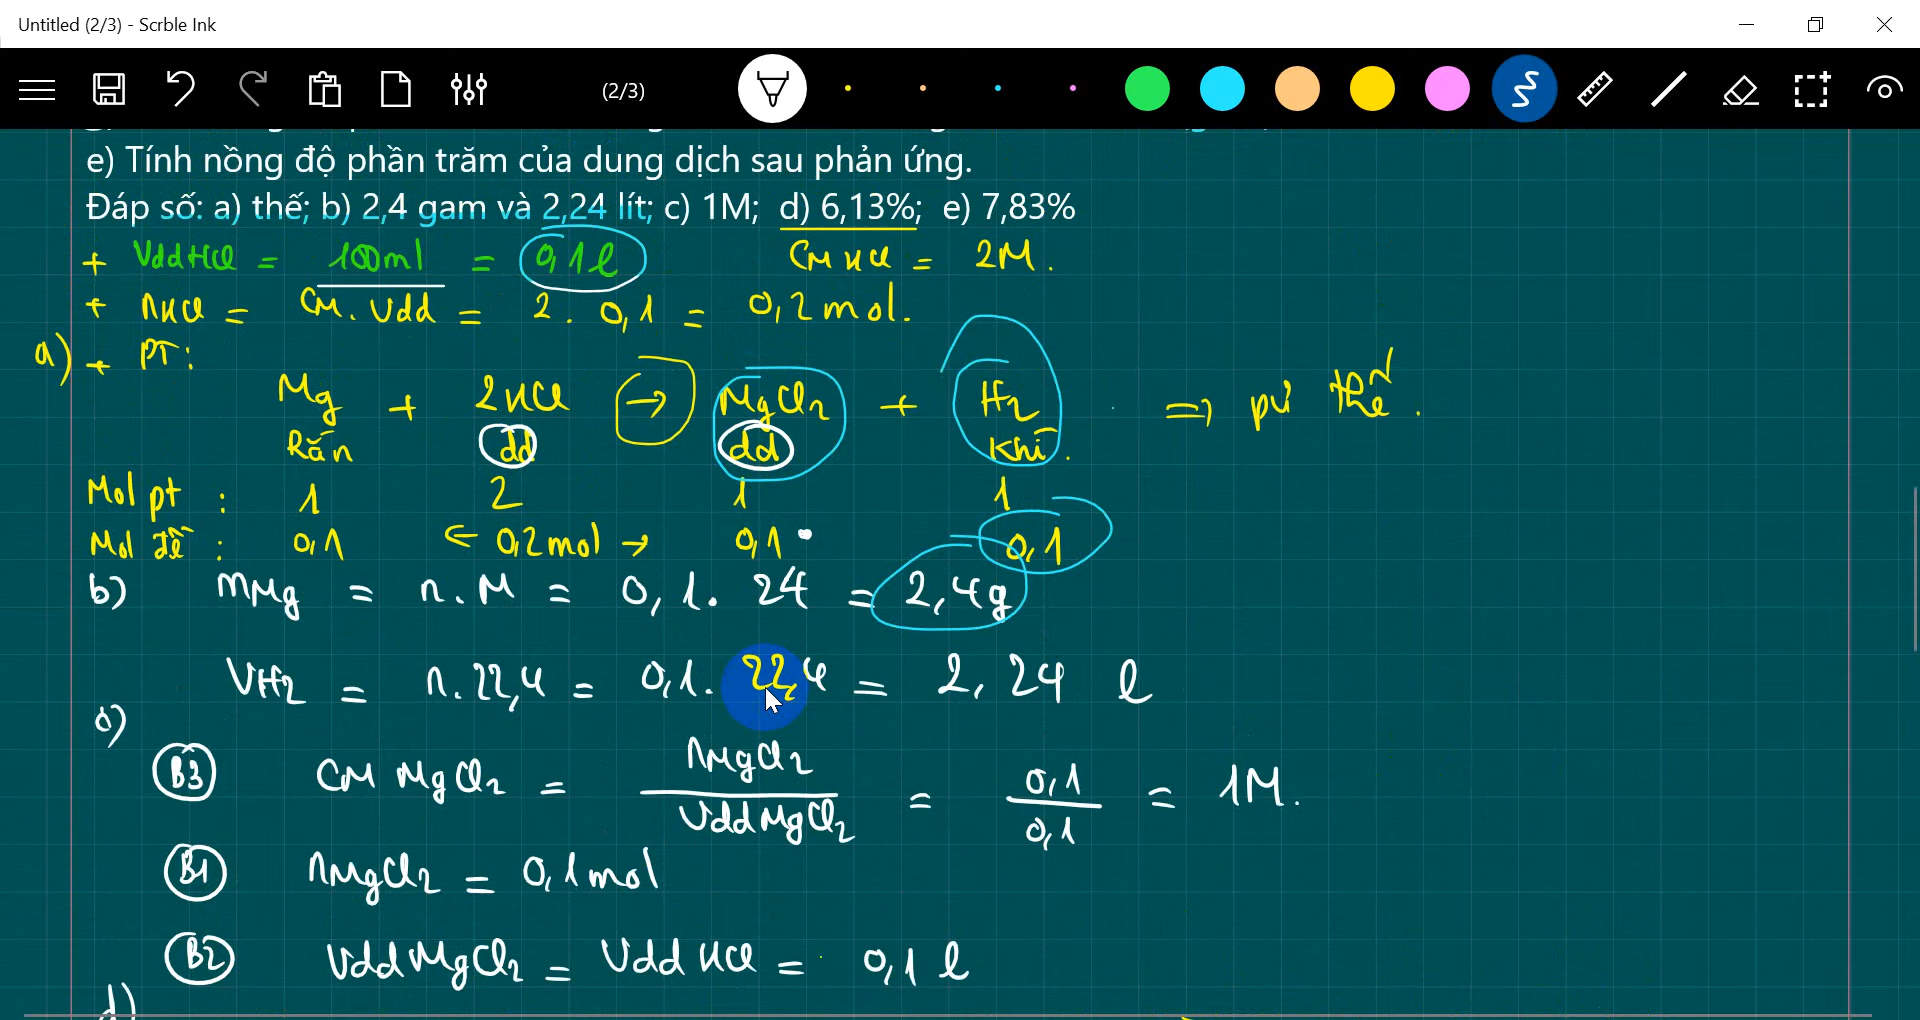 Untitled (2/3) - Scrble Ink
(2/3)
e) Tính nồng độ phần trăm của dung dịch sau phản ứng.
Đáp số: a) thế; b) 2,4 gam và 2,24 lít; c) 1M; d) 6,13%; e) 7,83%
+ VddHCl = 100ml = 0,1 l CM HCl = 2M.
+ nHCl = CM. Vdd = 2 . 0,1 = 0,2 mol.
a) + PT:
Mg + 2HCl → MgCl2 + H2 => pứ thế.
Rắn dd dd Khí.
Mol pt : 1 2 1 1
Mol đề : 0,1 ← 0,2mol → 0,1 0,1
b) mMg = n.M = 0,1. 24 = 2,4g
VH2 = n.22,4 = 0,1. 22,4 = 2,24 l
c)
B3 CM MgCl2 = nMgCl2 / VddMgCl2 = 0,1 / 0,1 = 1M.
B1 nMgCl2 = 0,1mol
B2 VddMgCl2 = VddHCl = 0,1 l
d)